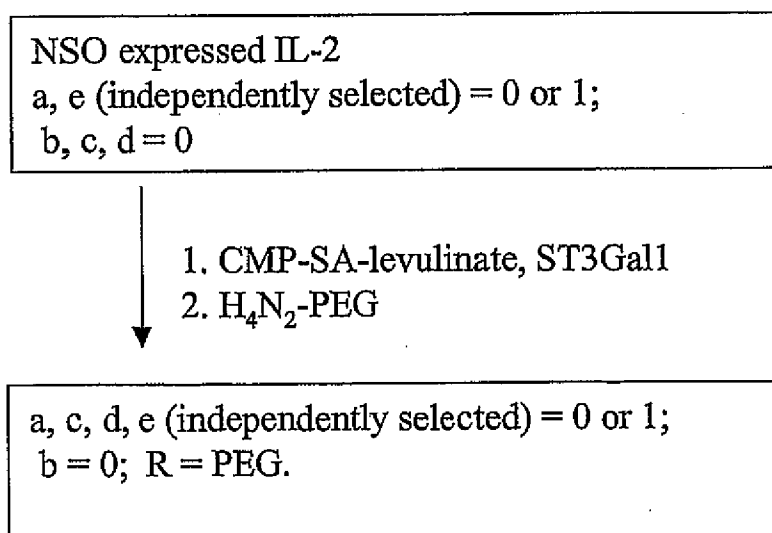 NSO expressed IL-2
a, e (independently selected) = 0 or 1;
b, c, d = 0
1. CMP-SA-levulinate, ST3Gal1
2. H₄N₂-PEG
a, c, d, e (independently selected) = 0 or 1;
b = 0; R = PEG.